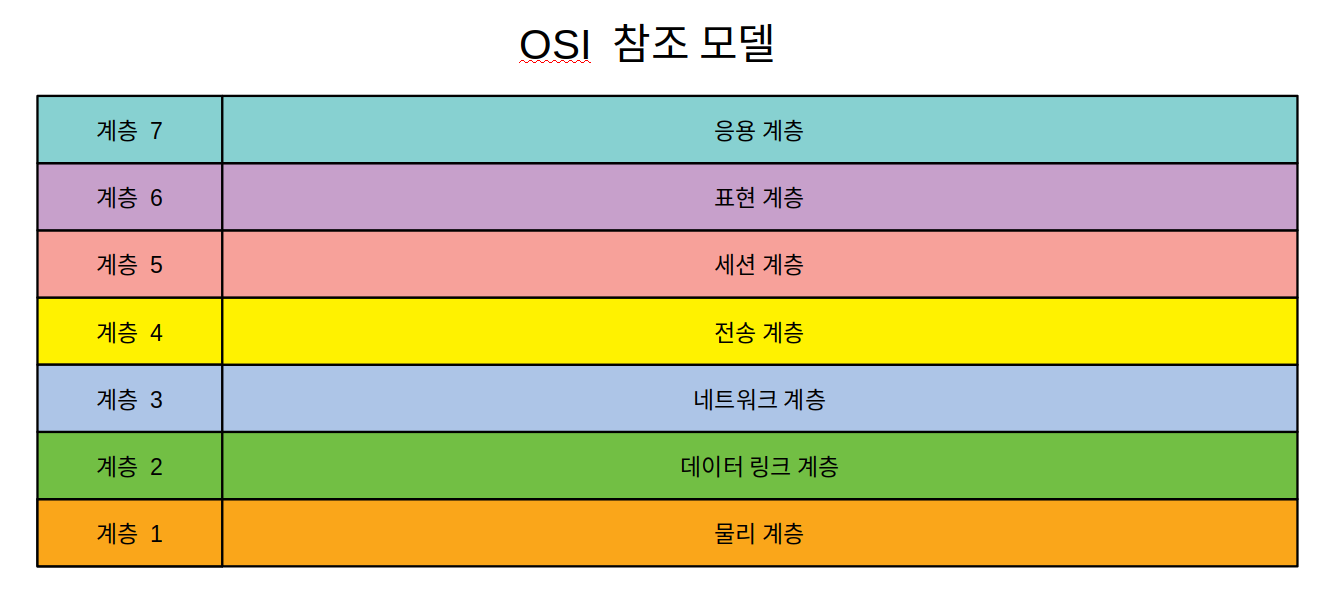 OSI 참조 모델
계층 7 응용 계층
계층 6 표현 계층
계층 5 세션 계층
계층 4 전송 계층
계층 3 네트워크 계층
계층 2 데이터 링크 계층
계층 1 물리 계층